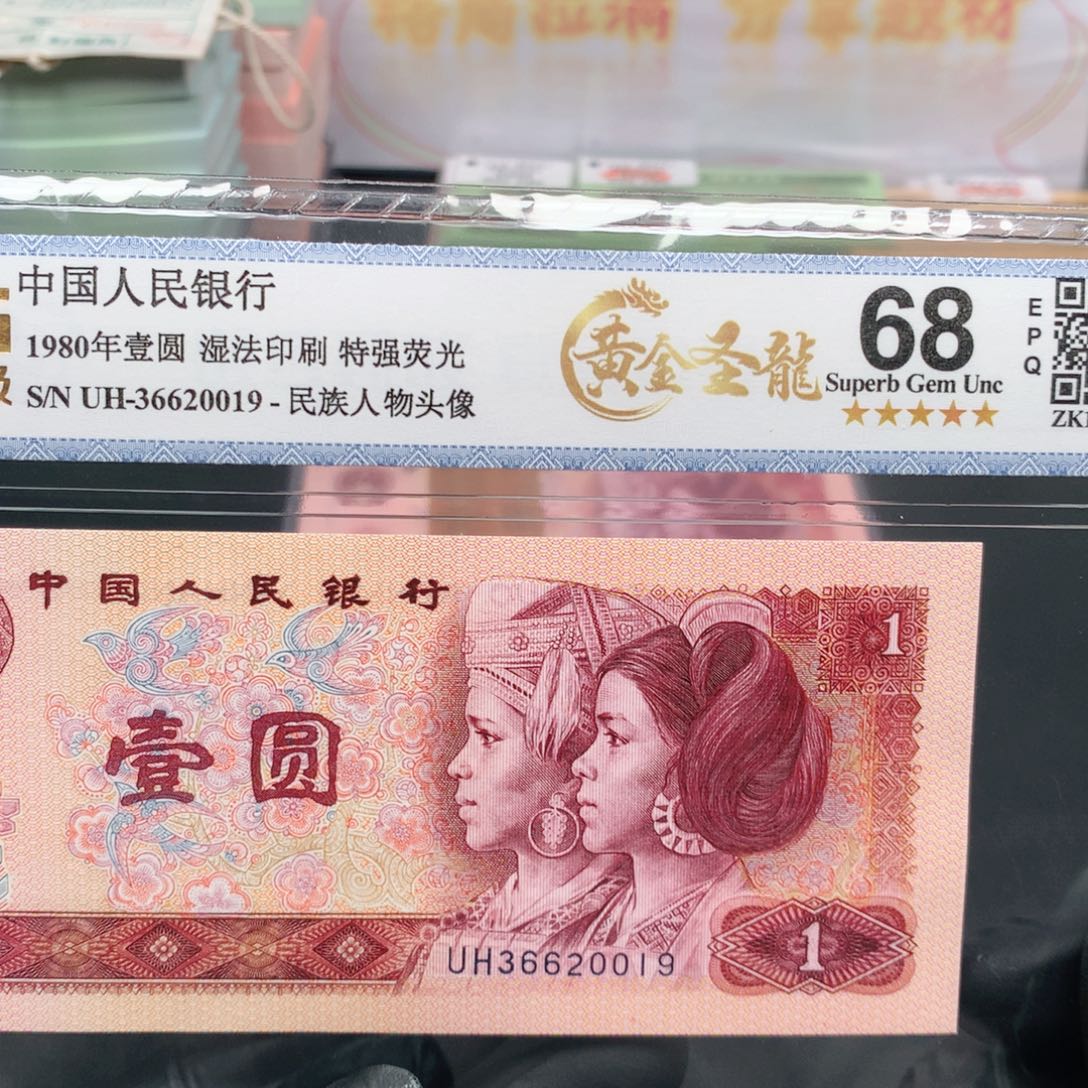 中国人民银行
1980年壹圆 湿法印刷 特强荧光
S/N UH-36620019 - 民族人物头像
黄金圣龍
68
Superb Gem Unc
EPQ
中国人民银行
1
壹圆
UH36620019
1